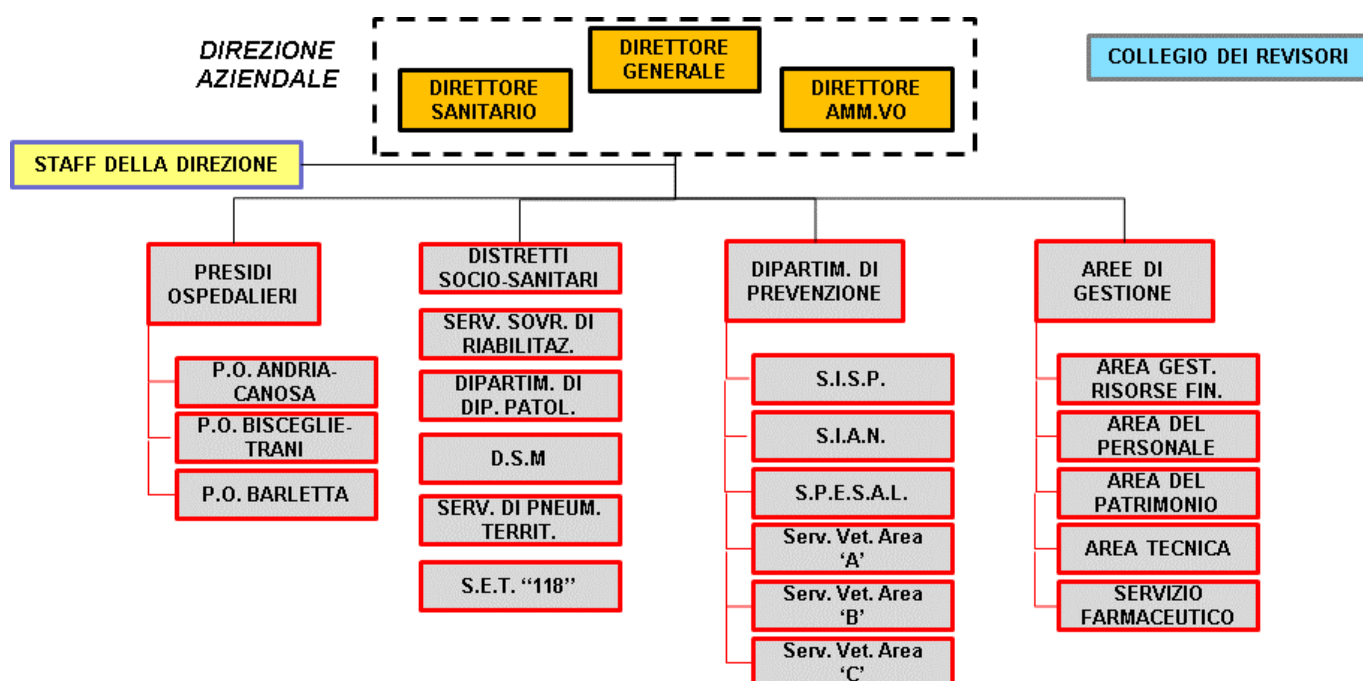 DIREZIONE
AZIENDALE
DIRETTORE
GENERALE
DIRETTORE
SANITARIO
DIRETTORE
AMM.VO
COLLEGIO DEI REVISORI
STAFF DELLA DIREZIONE
PRESIDI
OSPEDALIERI
P.O. ANDRIA-
CANOSA
P.O. BISCEGLIE-
TRANI
P.O. BARLETTA
DISTRETTI
SOCIO-SANITARI
SERV. SOVR. DI
RIABILITAZ.
DIPARTIM. DI
DIP. PATOL.
D.S.M
SERV. DI PNEUM.
TERRIT.
S.E.T. “118”
DIPARTIM. DI
PREVENZIONE
S.I.S.P.
S.I.A.N.
S.P.E.S.A.L.
Serv. Vet. Area
‘A’
Serv. Vet. Area
‘B’
Serv. Vet. Area
‘C’
AREE DI
GESTIONE
AREA GEST.
RISORSE FIN.
AREA DEL
PERSONALE
AREA DEL
PATRIMONIO
AREA TECNICA
SERVIZIO
FARMACEUTICO